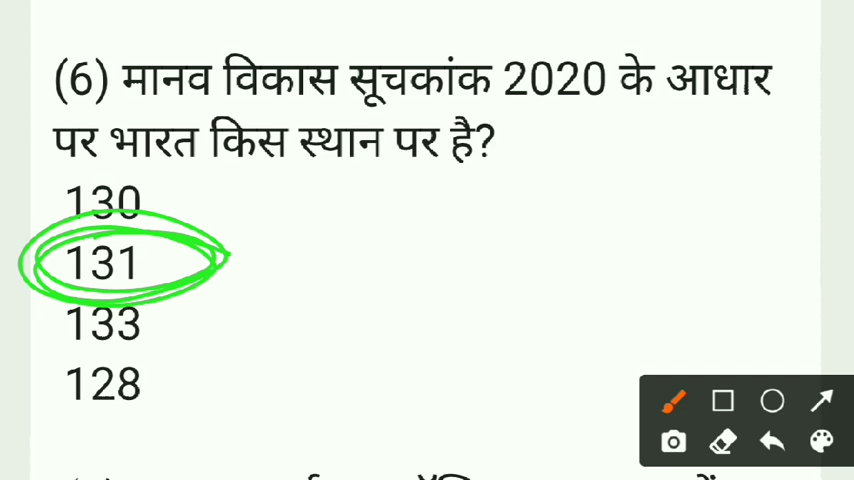 (6) मानव विकास सूचकांक 2020 के आधार
पर भारत किस स्थान पर है?
130
131
133
128